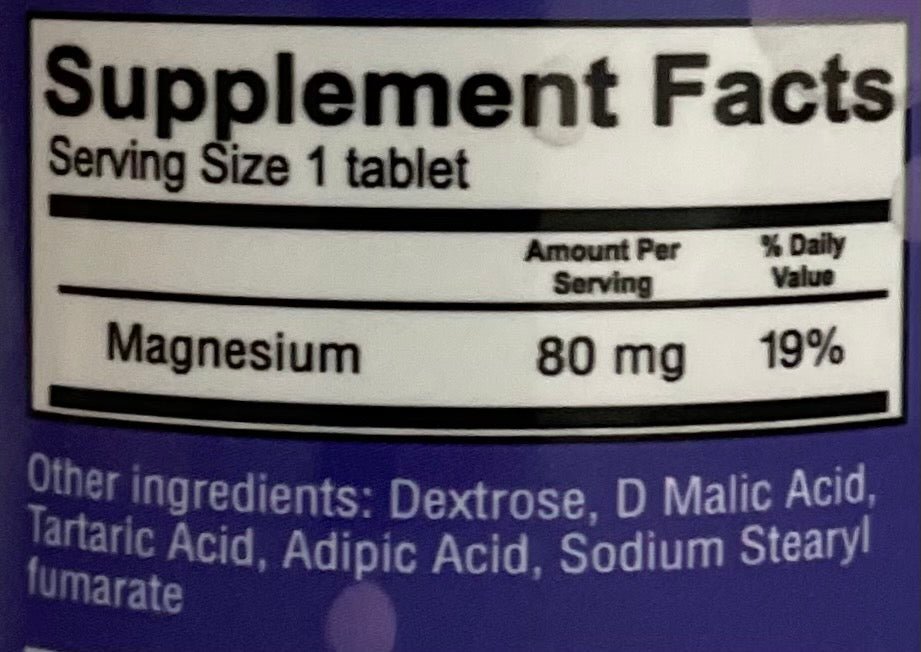 Supplement Facts
Serving Size 1 tablet
Amount Per % Daily
Serving Value
Magnesium 80 mg 19%
Other ingredients: Dextrose, D Malic Acid,
Tartaric Acid, Adipic Acid, Sodium Stearyl
fumarate